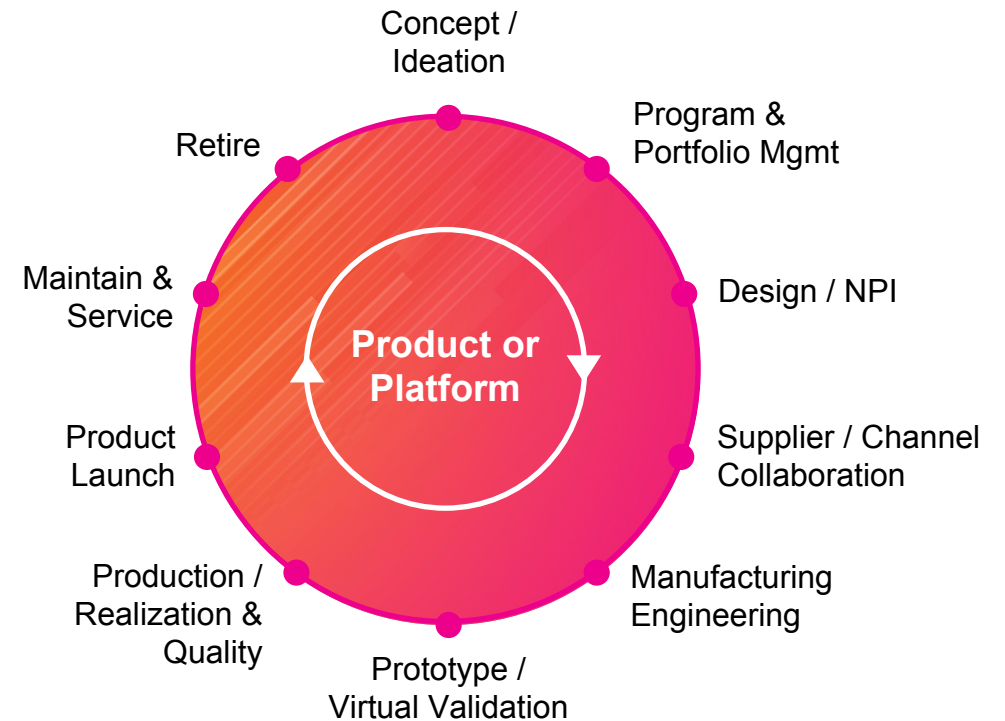 Concept /
Ideation
Program &
Portfolio Mgmt
Design / NPI
Supplier / Channel
Collaboration
Manufacturing
Engineering
Prototype /
Virtual Validation
Production /
Realization &
Quality
Product
Launch
Maintain &
Service
Retire
Product or
Platform